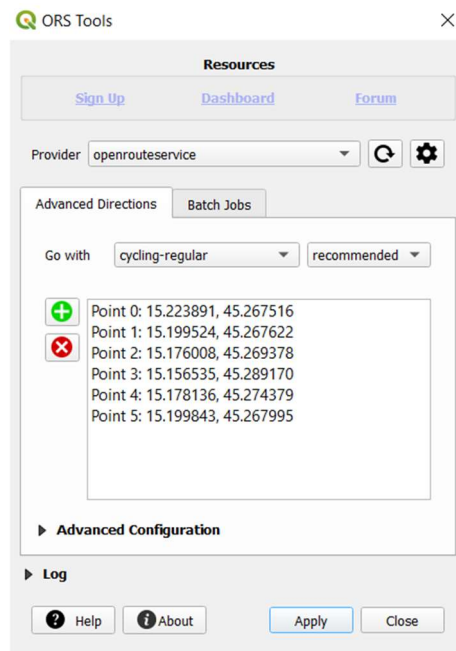 ORS Tools
Resources
Sign Up Dashboard Forum
Provider openrouteservice
Advanced Directions Batch Jobs
Go with cycling-regular recommended
Point 0: 15.223891, 45.267516
Point 1: 15.199524, 45.267622
Point 2: 15.176008, 45.269378
Point 3: 15.156535, 45.289170
Point 4: 15.178136, 45.274379
Point 5: 15.199843, 45.267995
Advanced Configuration
Log
Help About Apply Close